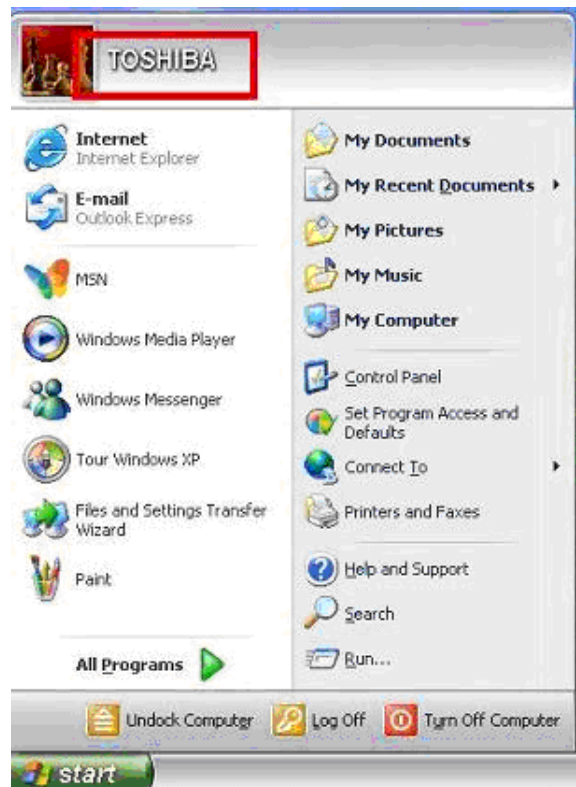 TOSHIBA
Internet
Internet Explorer
E-mail
Outlook Express
MSN
Windows Media Player
Windows Messenger
Tour Windows XP
Files and Settings Transfer
Wizard
Paint
All Programs
My Documents
My Recent Documents
My Pictures
My Music
My Computer
Control Panel
Set Program Access and
Defaults
Connect To
Printers and Faxes
Help and Support
Search
Run...
Undock Computer
Log Off
Turn Off Computer
start